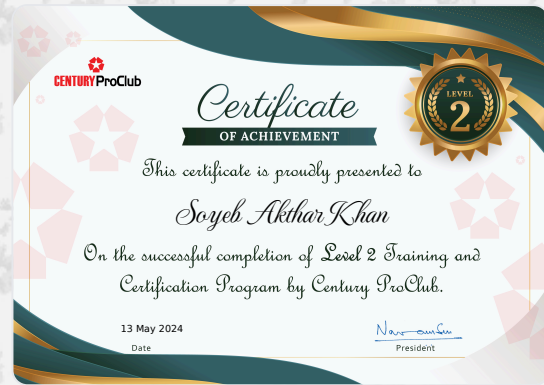 CENTURY ProClub
LEVEL
2
Certificate
OF ACHIEVEMENT
This certificate is proudly presented to
Soyeb Akthar Khan
On the successful completion of Level 2 Training and
Certification Program by Century ProClub.
13 May 2024
Date
President